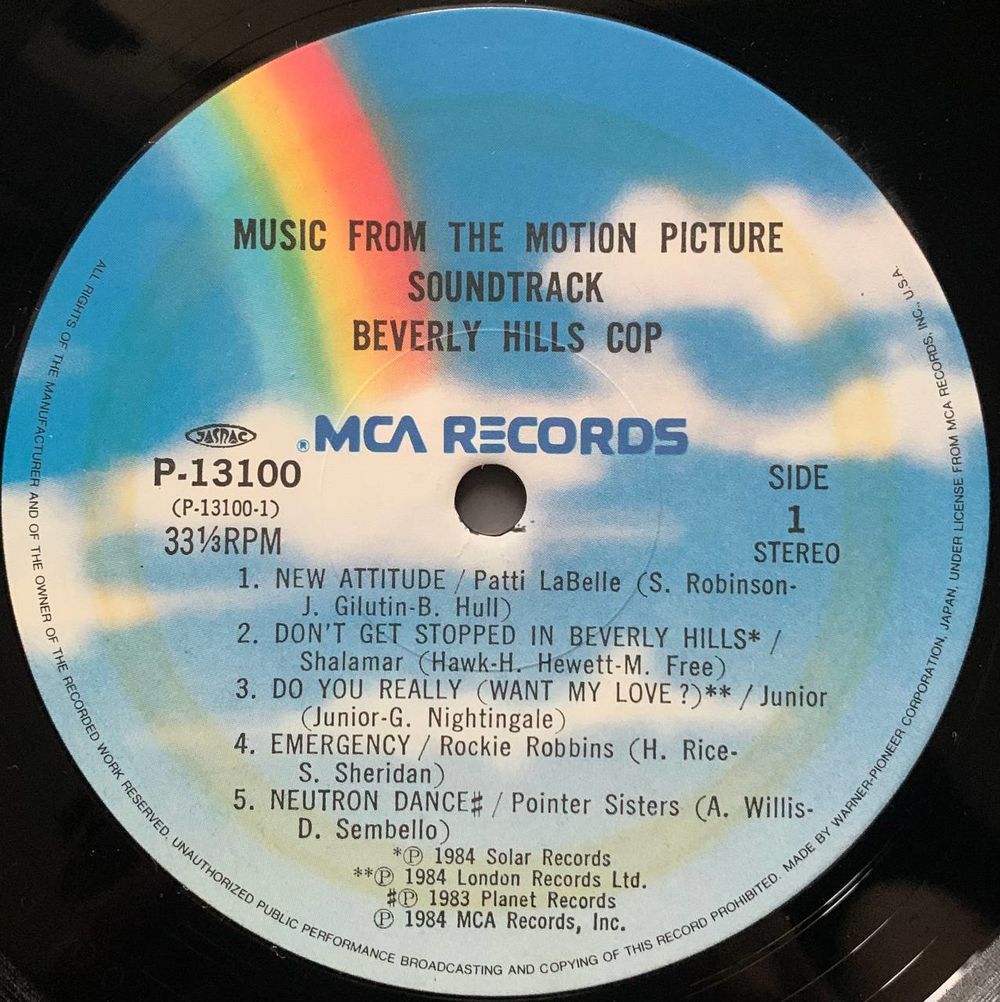 MUSIC FROM THE MOTION PICTURE
SOUNDTRACK
BEVERLY HILLS COP
JASRAC
® MCA RECORDS
P-13100
(P-13100-1)
33⅓RPM
SIDE
1
STEREO
1. NEW ATTITUDE / Patti LaBelle (S. Robinson-
J. Gilutin-B. Hull)
2. DON'T GET STOPPED IN BEVERLY HILLS* /
Shalamar (Hawk-H. Hewett-M. Free)
3. DO YOU REALLY (WANT MY LOVE?)** / Junior
(Junior-G. Nightingale)
4. EMERGENCY / Rockie Robbins (H. Rice-
S. Sheridan)
5. NEUTRON DANCE♯ / Pointer Sisters (A. Willis-
D. Sembello)
*℗ 1984 Solar Records
**℗ 1984 London Records Ltd.
♯℗ 1983 Planet Records
℗ 1984 MCA Records, Inc.
ALL RIGHTS OF THE MANUFACTURER AND OF THE OWNER OF THE RECORDED WORK RESERVED. UNAUTHORIZED PUBLIC PERFORMANCE BROADCASTING AND COPYING OF THIS RECORD PROHIBITED. MADE BY WARNER-PIONEER CORPORATION, JAPAN, UNDER LICENSE FROM MCA RECORDS, INC., U.S.A.